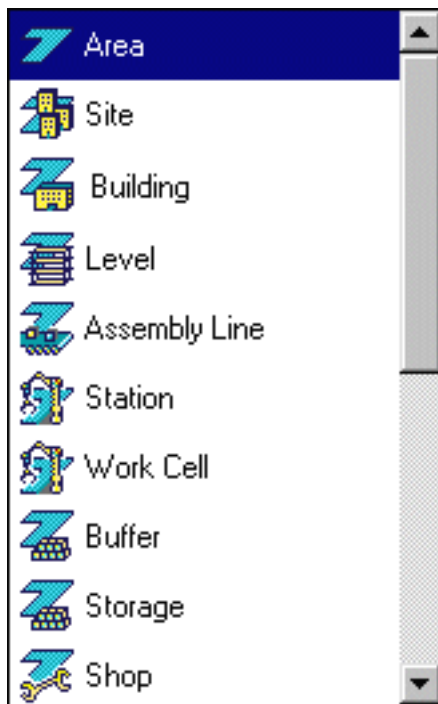 Area
Site
Building
Level
Assembly Line
Station
Work Cell
Buffer
Storage
Shop